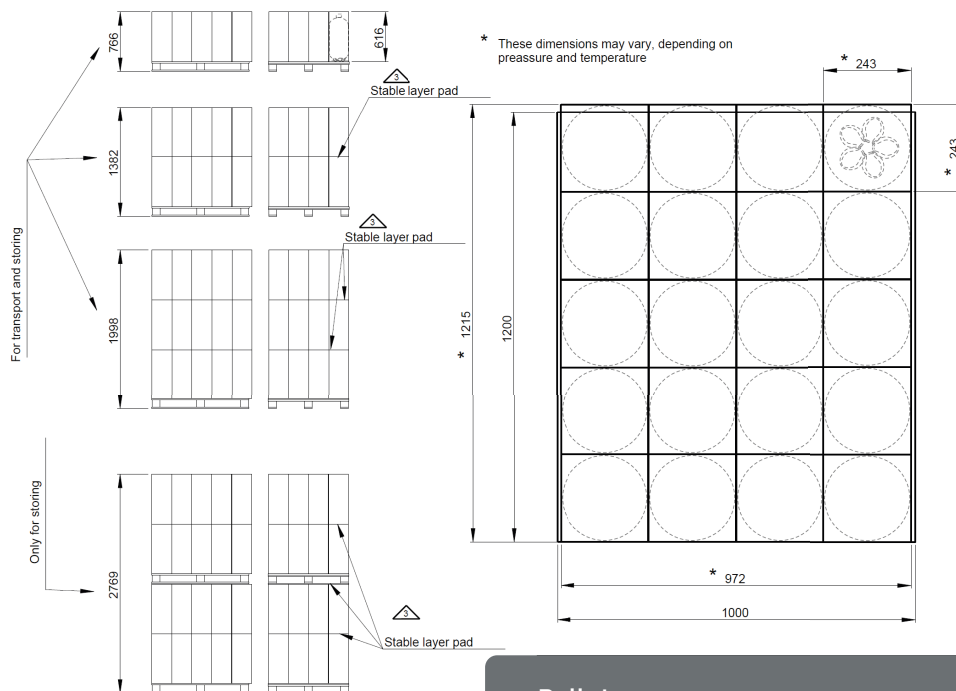 766
616
* These dimensions may vary, depending on
preassure and temperature
* 243
3
Stable layer pad
1382
* 243
For transport and storing
3
Stable layer pad
1998
* 1215
1200
Only for storing
2769
* 972
1000
3
Stable layer pad